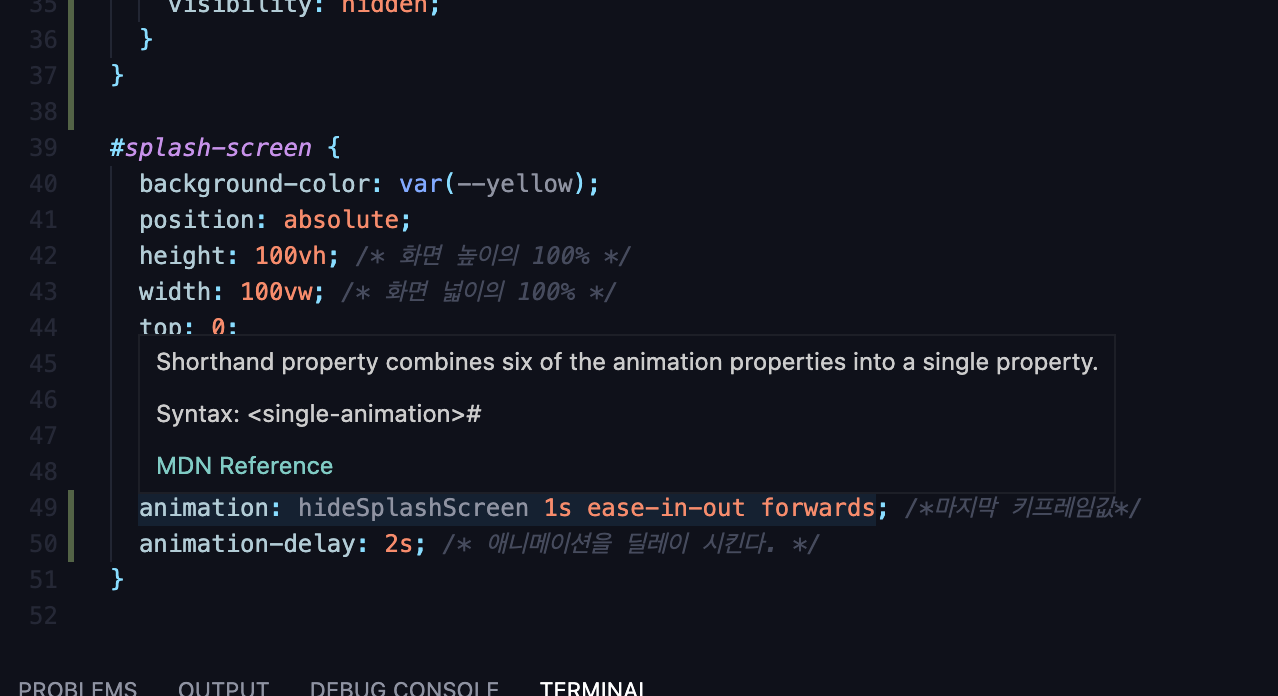 35 visibility: hidden;
36 }
37 }
38
39 #splash-screen {
40 background-color: var(--yellow);
41 position: absolute;
42 height: 100vh; /* 화면 높이의 100% */
43 width: 100vw; /* 화면 넓이의 100% */
44 top: 0;
45 Shorthand property combines six of the animation properties into a single property.
46
Syntax: <single-animation>#
47
48 MDN Reference
49 animation: hideSplashScreen 1s ease-in-out forwards; /*마지막 키프레임값*/
50 animation-delay: 2s; /* 애니메이션을 딜레이 시킨다. */
51 }
52
PROBLEMS OUTPUT DEBUG CONSOLE TERMINAL